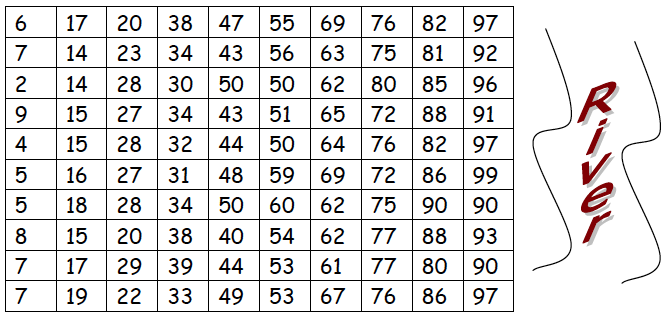 6 17 20 38 47 55 69 76 82 97
7 14 23 34 43 56 63 75 81 92
2 14 28 30 50 50 62 80 85 96
9 15 27 34 43 51 65 72 88 91
4 15 28 32 44 50 64 76 82 97
5 16 27 31 48 59 69 72 86 99
5 18 28 34 50 60 62 75 90 90
8 15 20 38 40 54 62 77 88 93
7 17 29 39 44 53 61 77 80 90
7 19 22 33 49 53 67 76 86 97
River